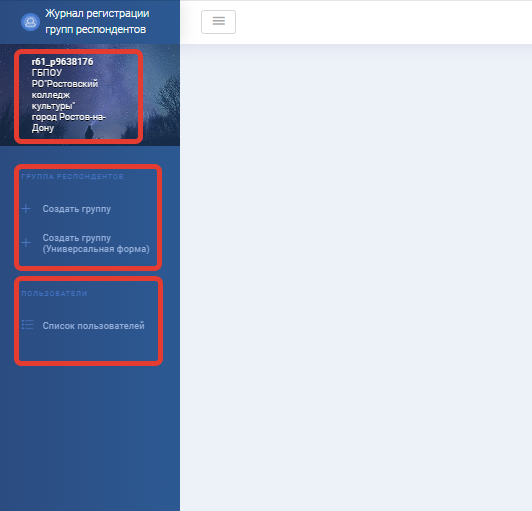 Журнал регистрации
групп респондентов
r61_p9638176
ГБПОУ
РО"Ростовский
колледж
культуры"
город Ростов-на-
Дону
ГРУППА РЕСПОНДЕНТОВ
Создать группу
Создать группу
(Универсальная форма)
ПОЛЬЗОВАТЕЛИ
Список пользователей